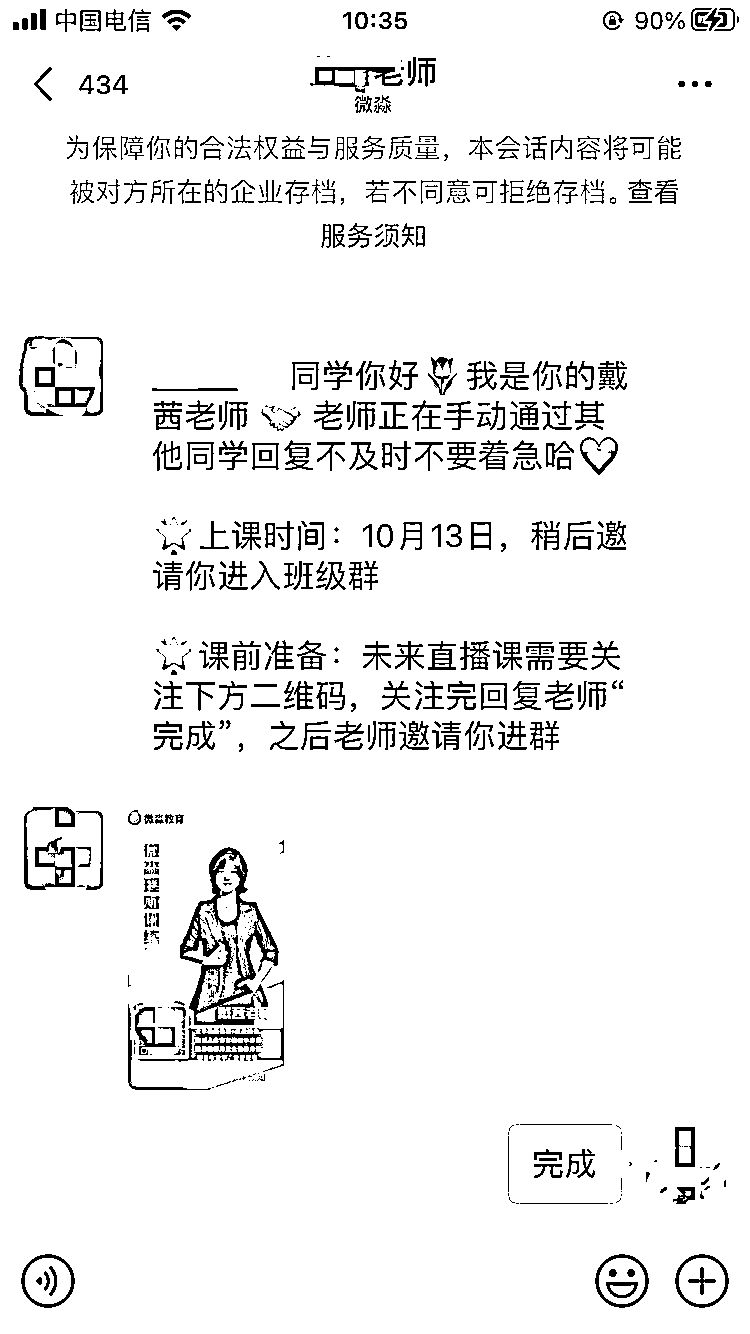 中国电信
10:35
90%
434
老师
微淼
为保障你的合法权益与服务质量，本会话内容将可能
被对方所在的企业存档，若不同意可拒绝存档。查看
服务须知
同学你好🌷我是你的戴
茜老师🤝老师正在手动通过其
他同学回复不及时不要着急哈❤
🌟上课时间：10月13日，稍后邀
请你进入班级群
🌟课前准备：未来直播课需要关
注下方二维码，关注完回复老师“
完成”，之后老师邀请你进群
微淼教育
完成